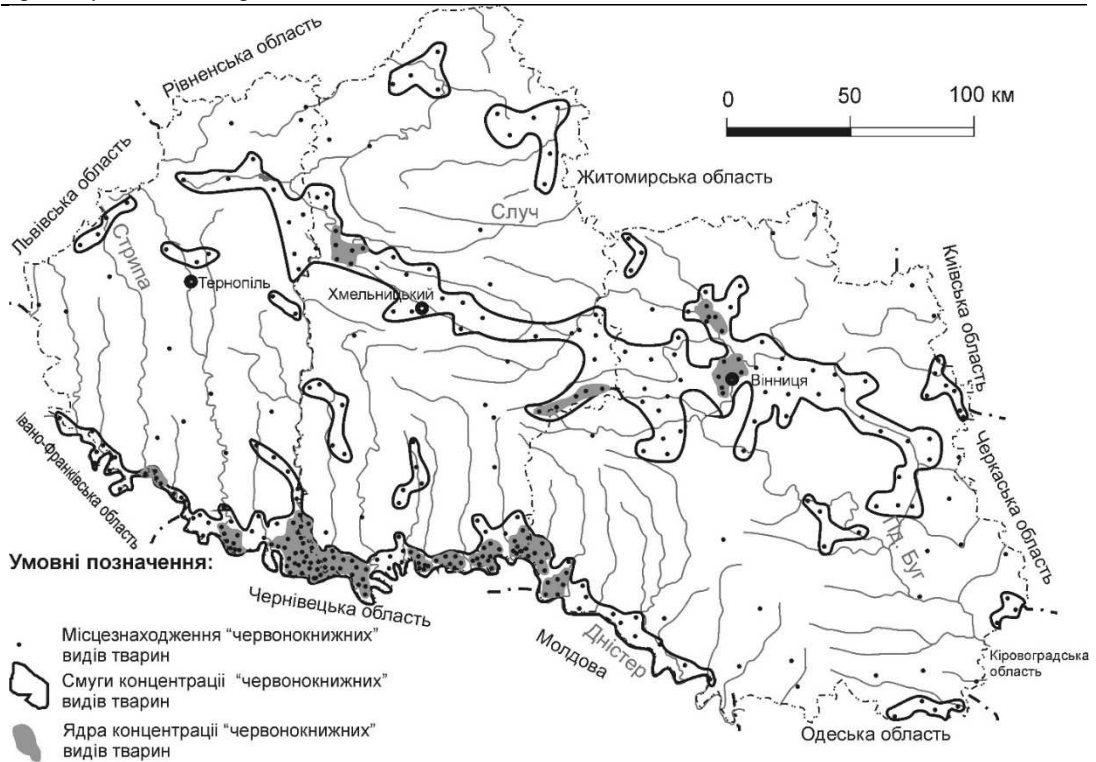 Рівненська область
Львівська область
0 50 100 км
Житомирська область
Случ
Стрипа
Тернопіль
Хмельницький
Київська область
Вінниця
Івано-Франківська область
Черкаська область
Пд. Буг
Умовні позначення:
Чернівецька область
Місцезнаходження “червонокнижних”
видів тварин
Смуги концентрації “червонокнижних”
видів тварин
Ядра концентрації “червонокнижних”
видів тварин
Молдова
Дністер
Кіровоградська
область
Одеська область